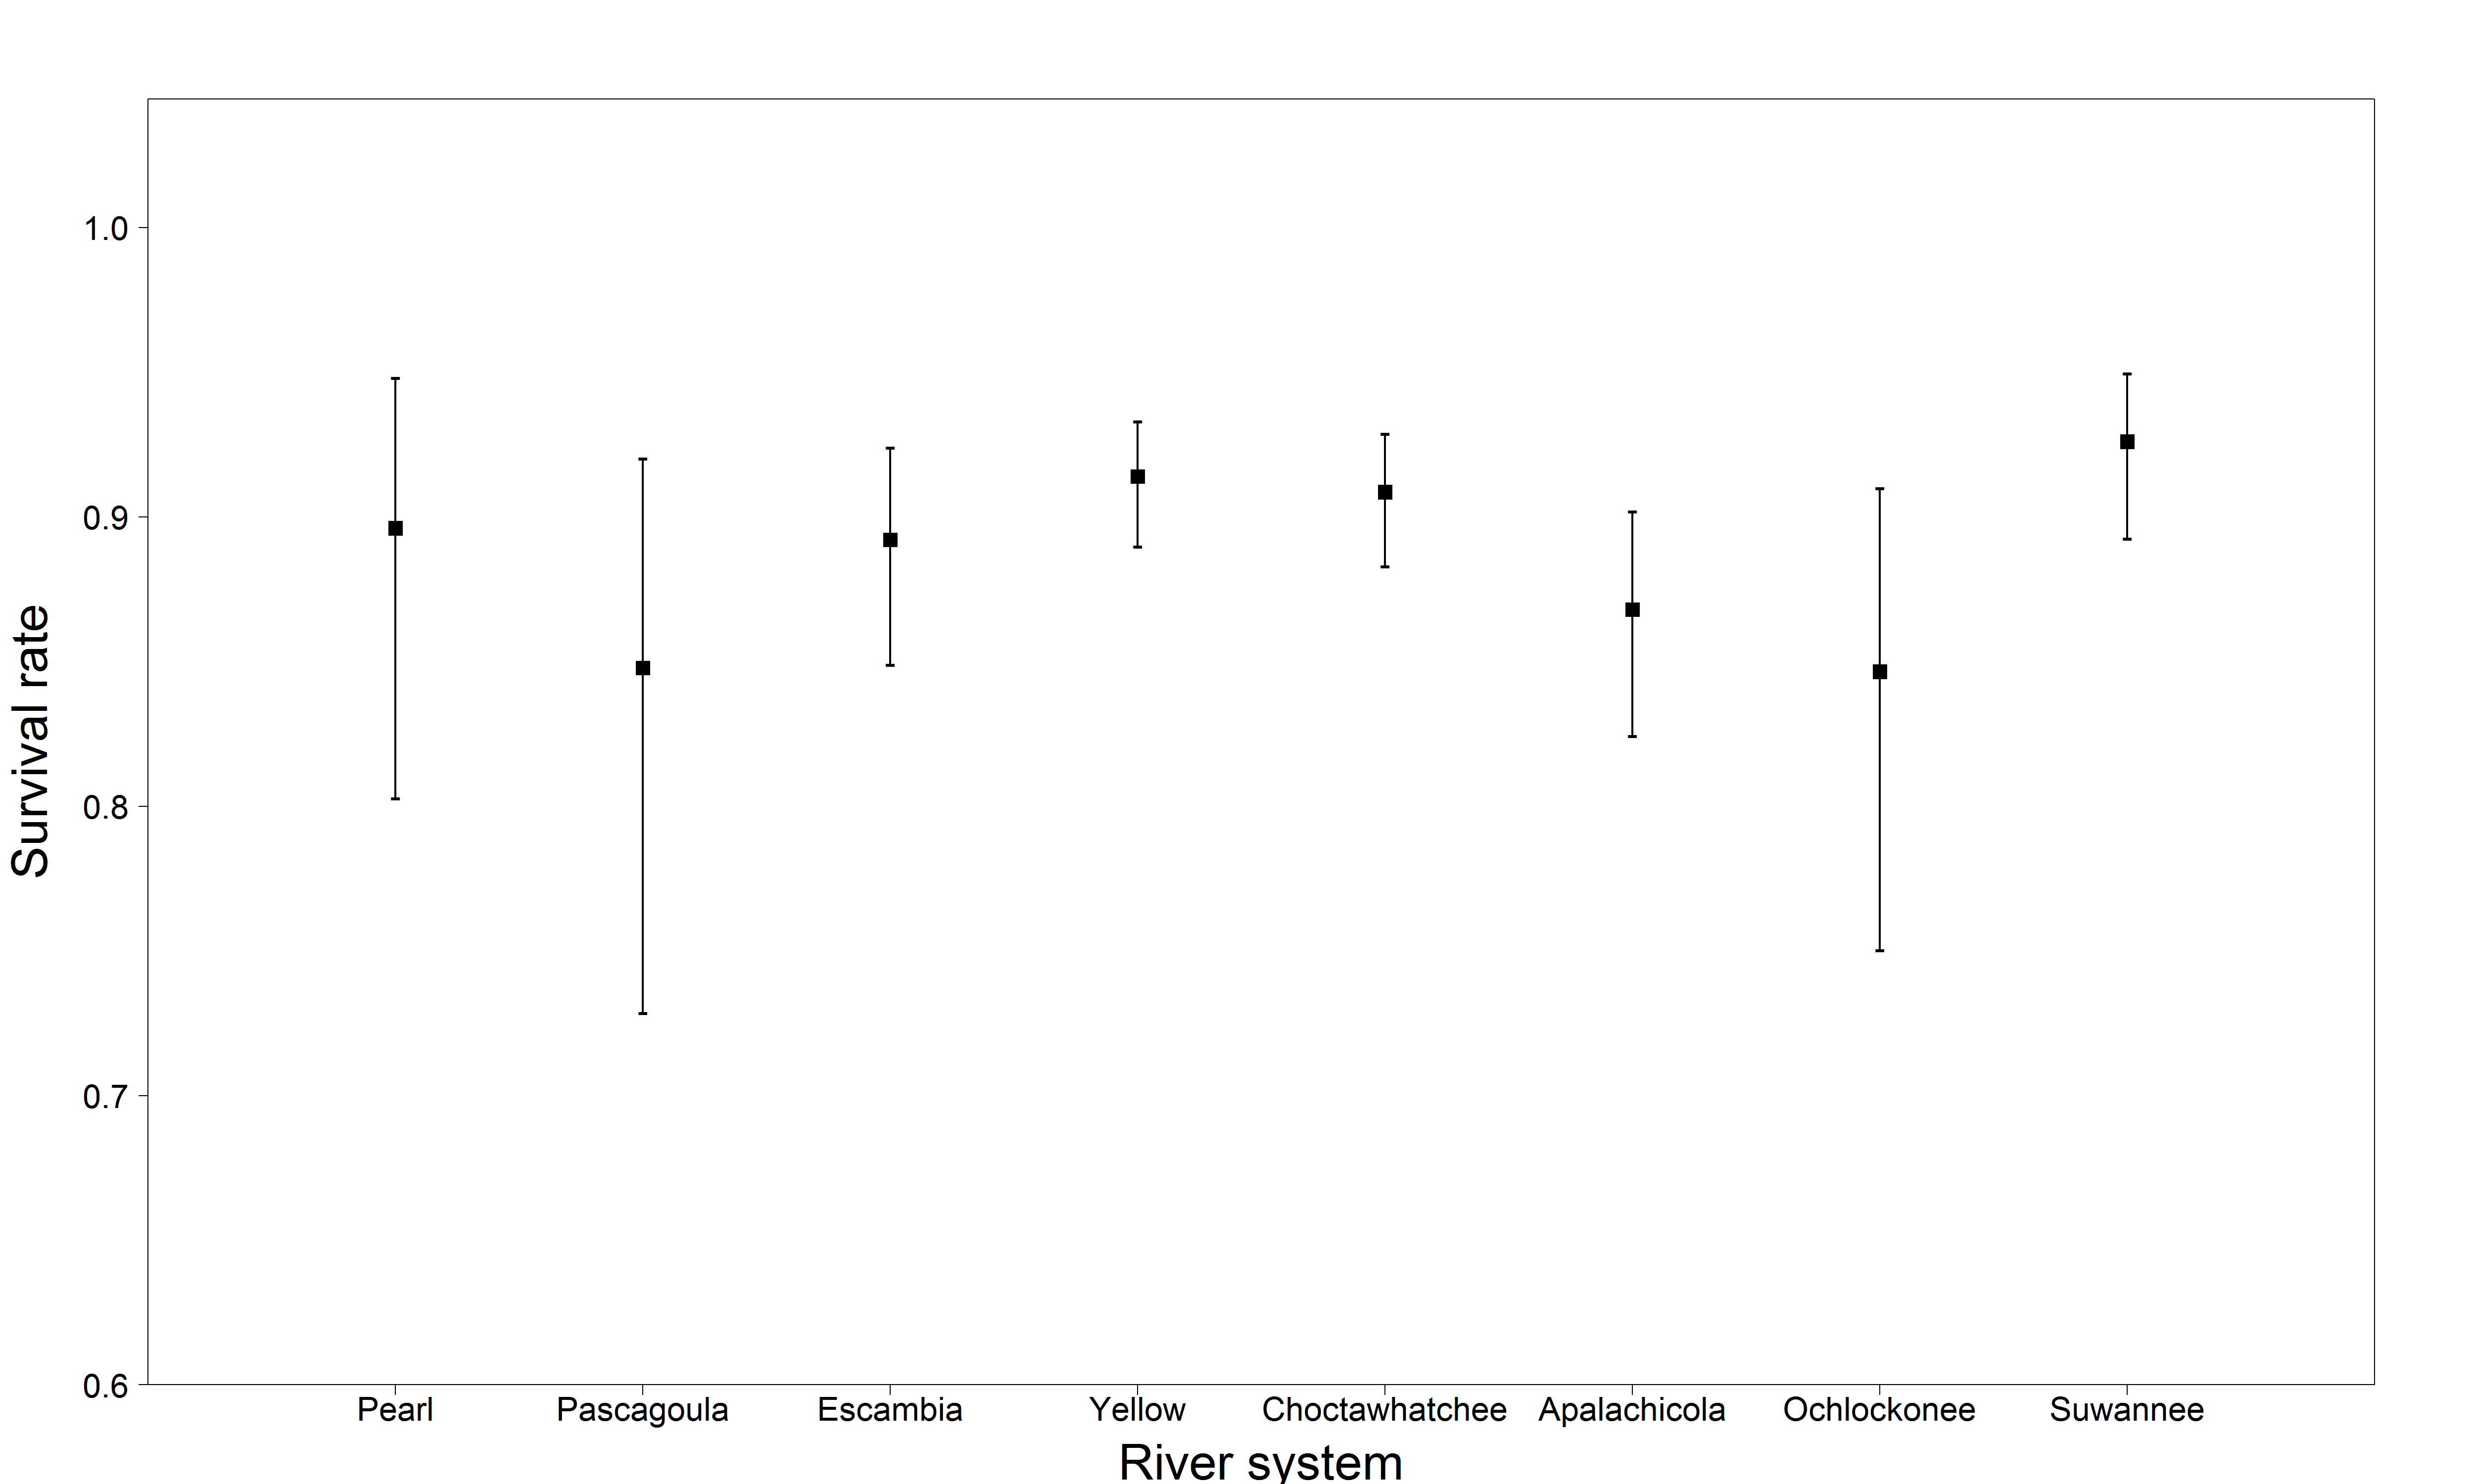 Survival rate
1.0
0.9
0.8
0.7
0.6
Pearl Pascagoula Escambia Yellow Choctawhatchee Apalachicola Ochlockonee Suwannee
River system